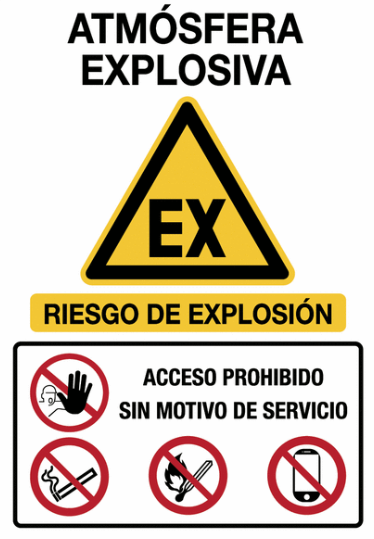 ATMÓSFERA
EXPLOSIVA
EX
RIESGO DE EXPLOSIÓN
ACCESO PROHIBIDO
SIN MOTIVO DE SERVICIO